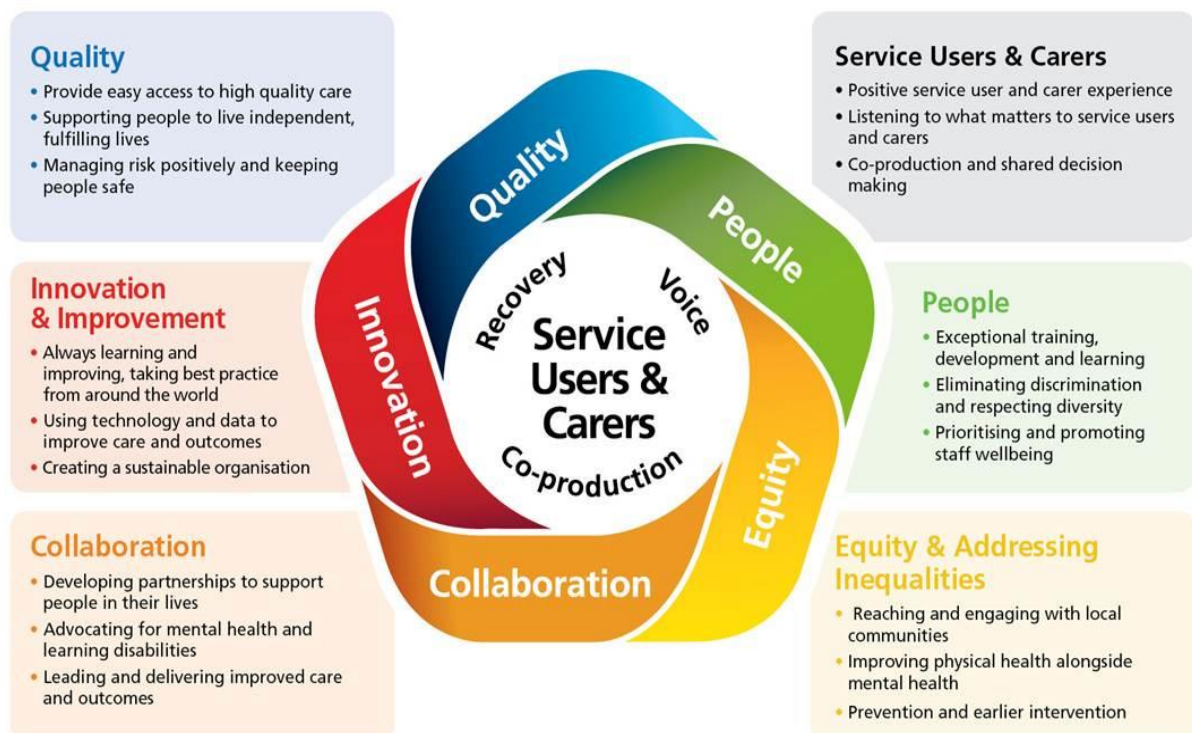 Quality
• Provide easy access to high quality care
• Supporting people to live independent,
fulfilling lives
• Managing risk positively and keeping
people safe
Innovation
& Improvement
• Always learning and
improving, taking best practice
from around the world
• Using technology and data to
improve care and outcomes
• Creating a sustainable organisation
Collaboration
• Developing partnerships to support
people in their lives
• Advocating for mental health and
learning disabilities
• Leading and delivering improved care
and outcomes
Quality
People
Innovation
Equity
Collaboration
Recovery
Voice
Service
Users &
Carers
Co-production
Service Users & Carers
• Positive service user and carer experience
• Listening to what matters to service users
and carers
• Co-production and shared decision
making
People
• Exceptional training,
development and learning
• Eliminating discrimination
and respecting diversity
• Prioritising and promoting
staff wellbeing
Equity & Addressing
Inequalities
• Reaching and engaging with local
communities
• Improving physical health alongside
mental health
• Prevention and earlier intervention